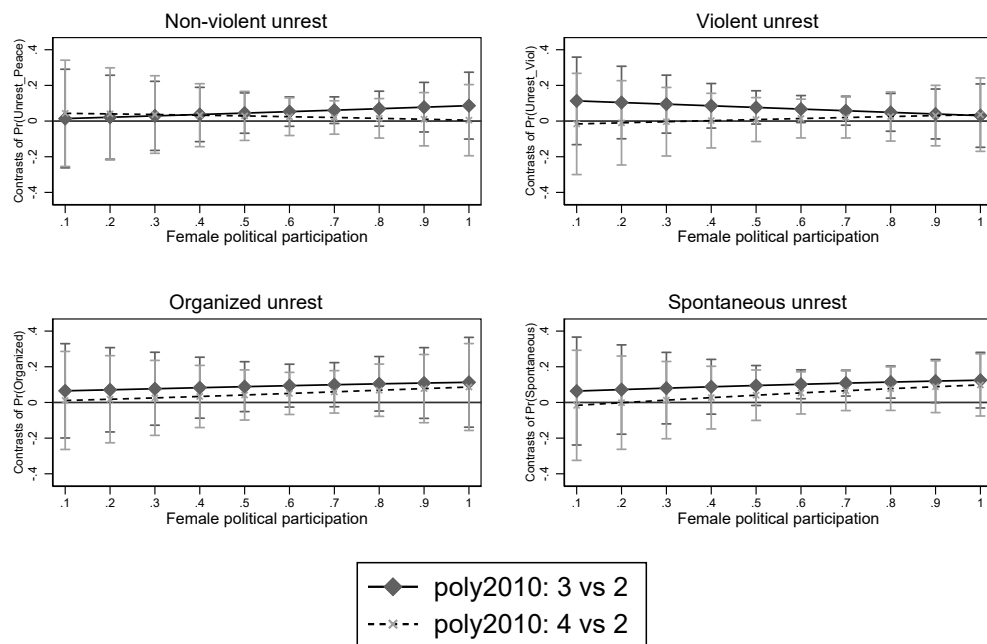 Non-violent unrest
Contrasts of Pr(Unrest_Peace)
.4
.2
0
-.2
-.4
.1 .2 .3 .4 .5 .6 .7 .8 .9 1
Female political participation
Violent unrest
Contrasts of Pr(Unrest_Viol)
.4
.2
0
-.2
-.4
.1 .2 .3 .4 .5 .6 .7 .8 .9 1
Female political participation
Organized unrest
Contrasts of Pr(Organized)
.4
.2
0
-.2
-.4
.1 .2 .3 .4 .5 .6 .7 .8 .9 1
Female political participation
Spontaneous unrest
Contrasts of Pr(Spontaneous)
.4
.2
0
-.2
-.4
.1 .2 .3 .4 .5 .6 .7 .8 .9 1
Female political participation
poly2010: 3 vs 2
poly2010: 4 vs 2